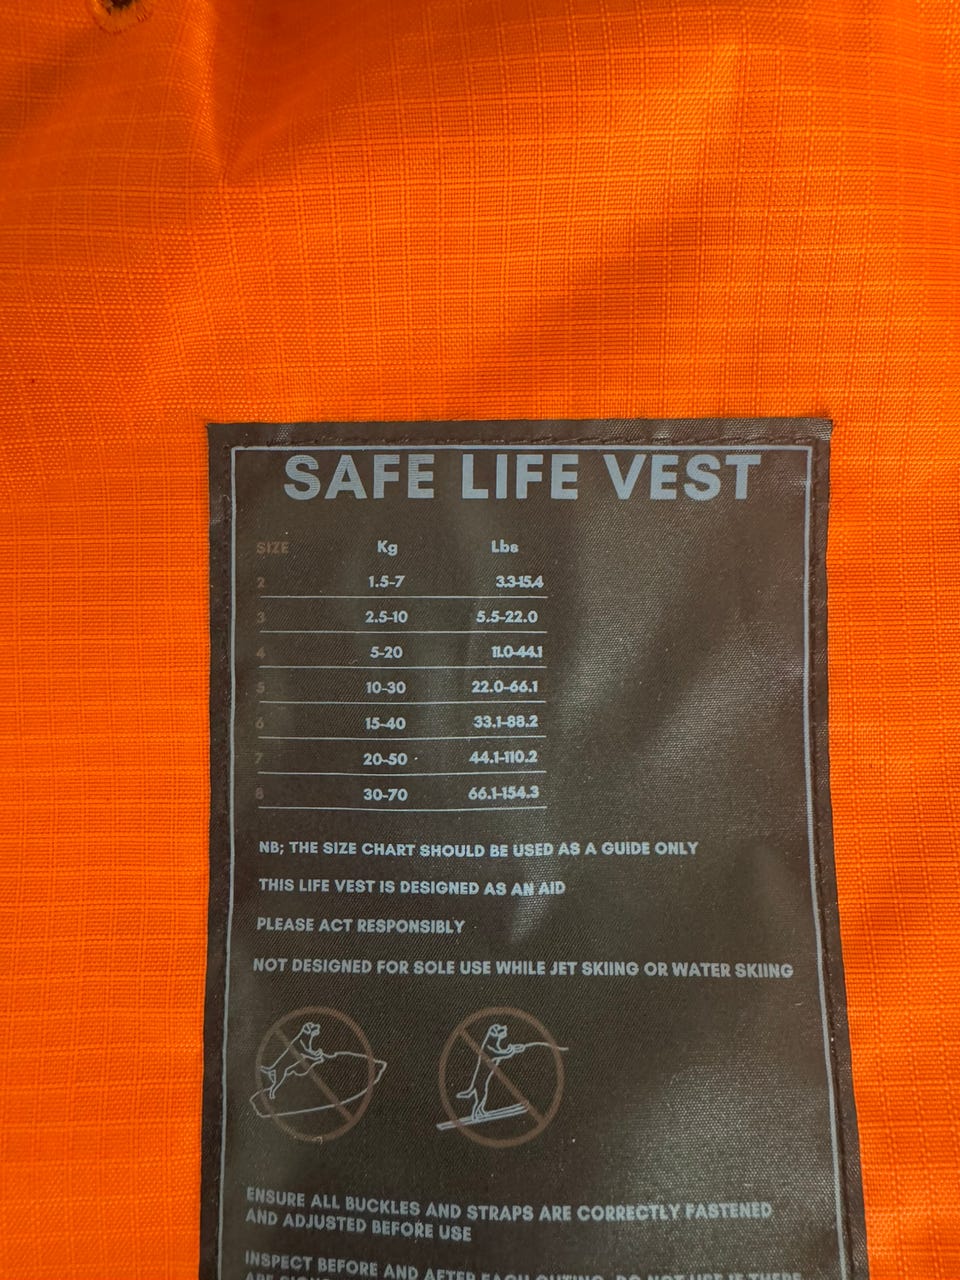 SAFE LIFE VEST
SIZE Kg Lbs
2 1.5-7 3.3-15.4
3 2.5-10 5.5-22.0
4 5-20 11.0-44.1
5 10-30 22.0-66.1
6 15-40 33.1-88.2
7 20-50 44.1-110.2
8 30-70 66.1-154.3
NB; THE SIZE CHART SHOULD BE USED AS A GUIDE ONLY
THIS LIFE VEST IS DESIGNED AS AN AID
PLEASE ACT RESPONSIBLY
NOT DESIGNED FOR SOLE USE WHILE JET SKIING OR WATER SKIING
ENSURE ALL BUCKLES AND STRAPS ARE CORRECTLY FASTENED
AND ADJUSTED BEFORE USE
INSPECT BEFORE AND AFTER EACH OUTING. DO NOT USE IF THERE